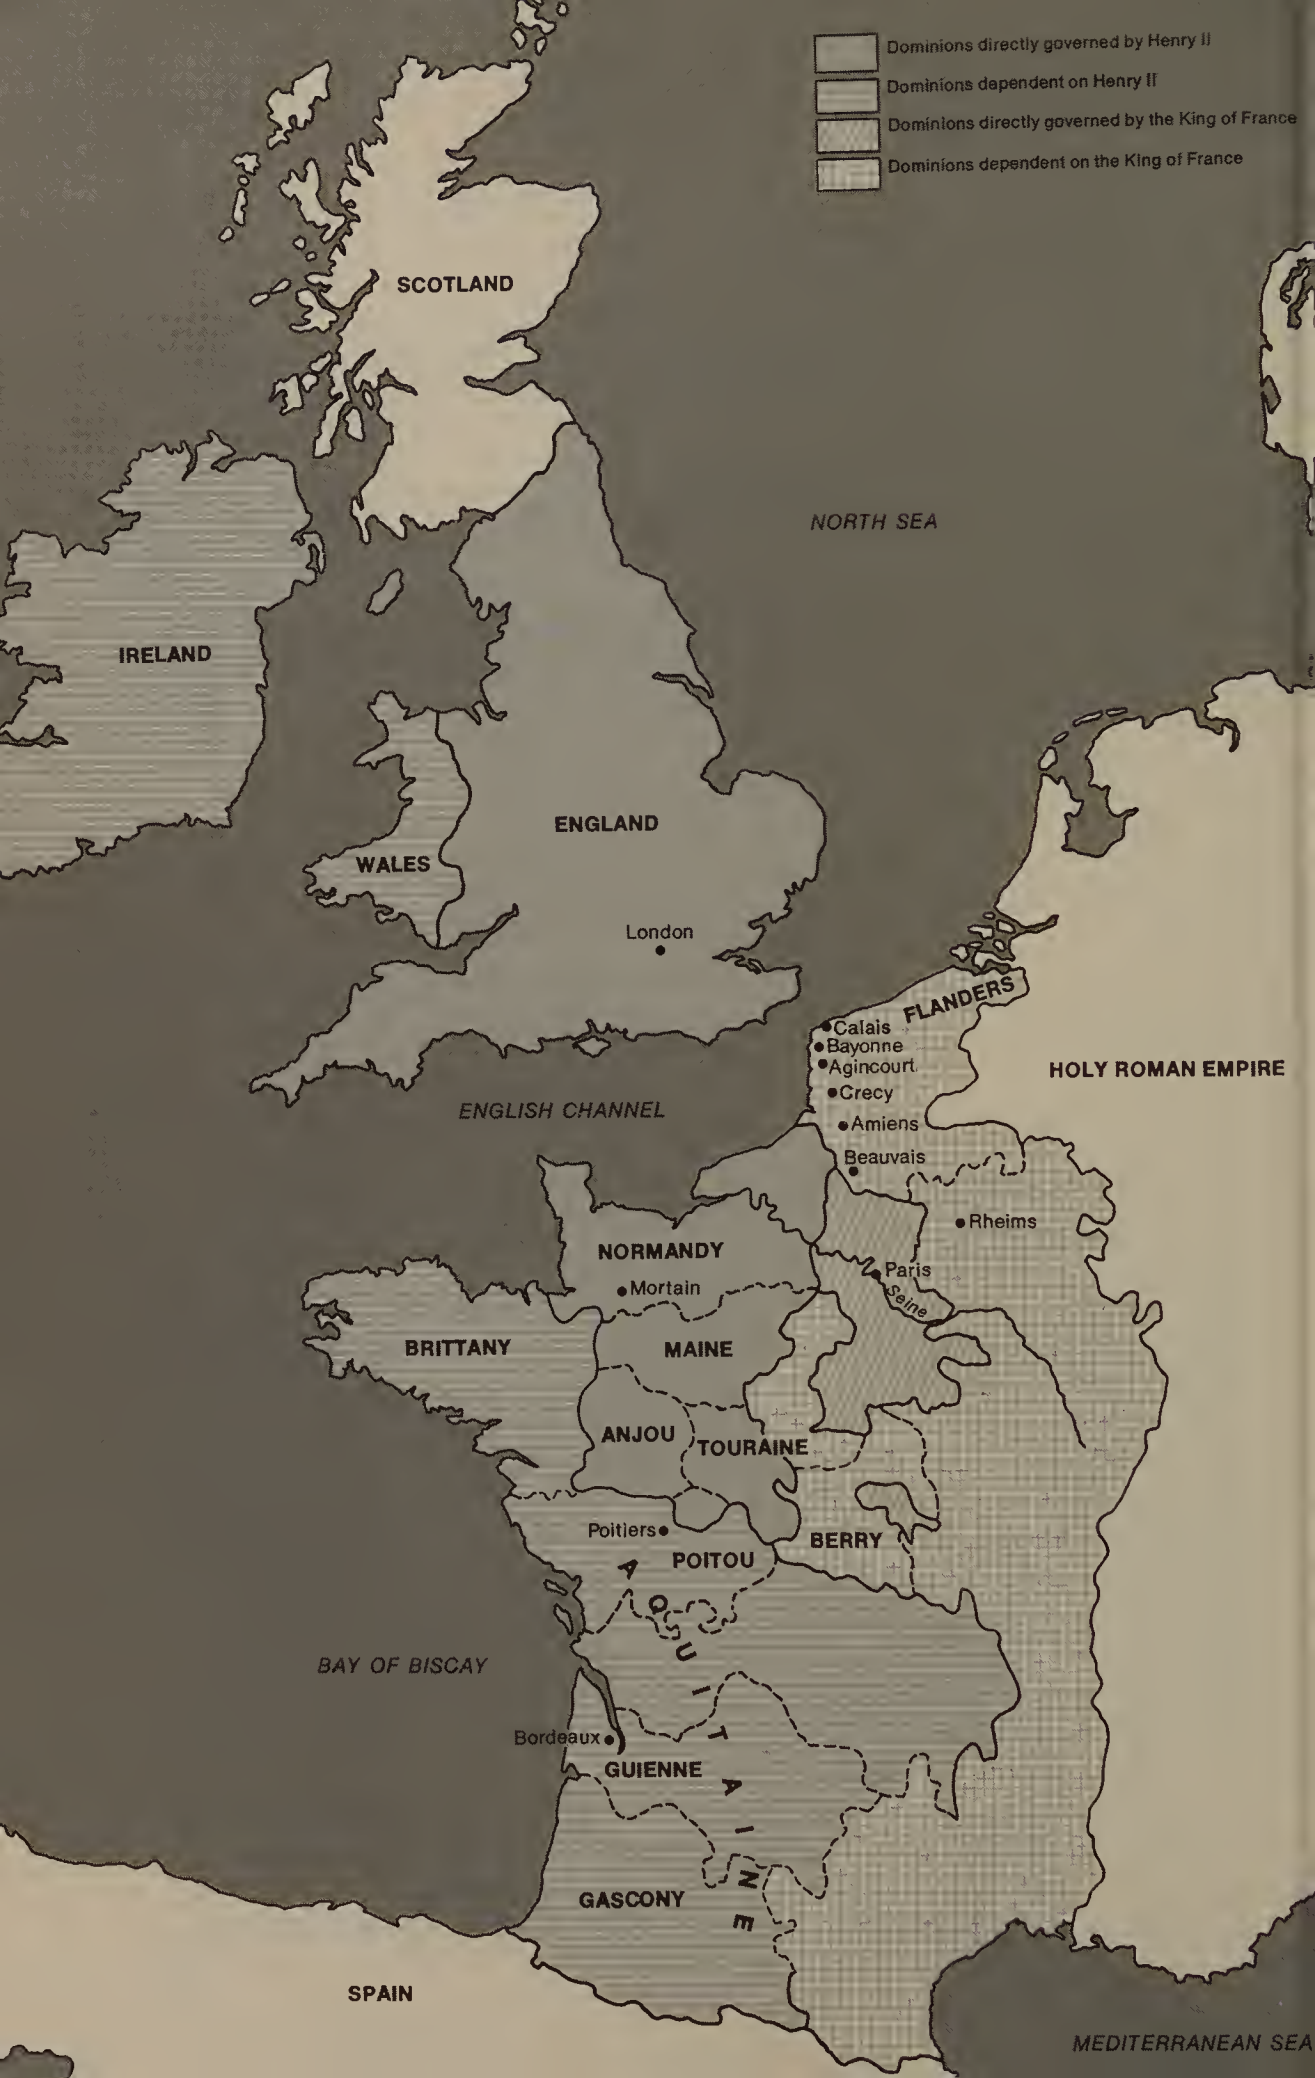 Dominions directly governed by Henry II
Dominions dependent on Henry II
Dominions directly governed by the King of France
Dominions dependent on the King of France
SCOTLAND
NORTH SEA
IRELAND
ENGLAND
WALES
London
FLANDERS
Calais
Bayonne
Agincourt
HOLY ROMAN EMPIRE
Crecy
ENGLISH CHANNEL
Amiens
Beauvais
Rheims
NORMANDY
Paris
Mortain
Seine
BRITTANY
MAINE
ANJOU
TOURAINE
Poitiers
BERRY
POITOU
AQUITAINE
BAY OF BISCAY
Bordeaux
GUIENNE
GASCONY
SPAIN
MEDITERRANEAN SEA